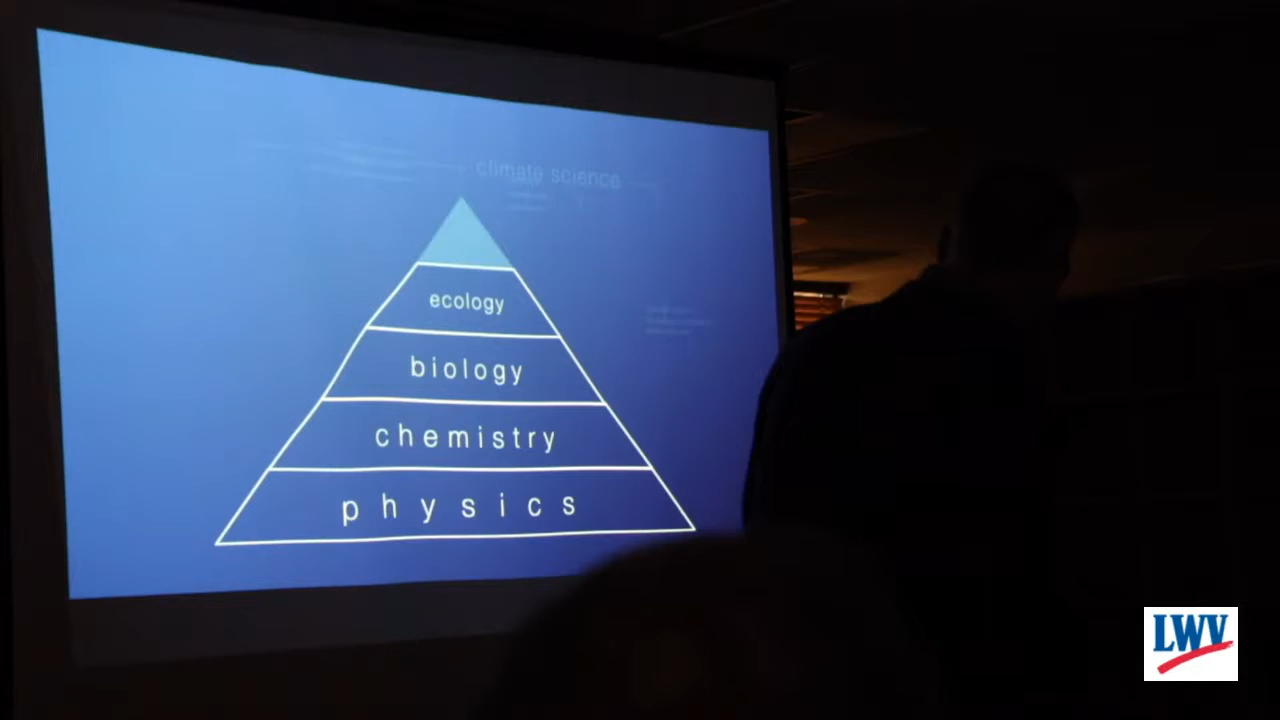 climate science
ecology
biology
chemistry
physics
LWV